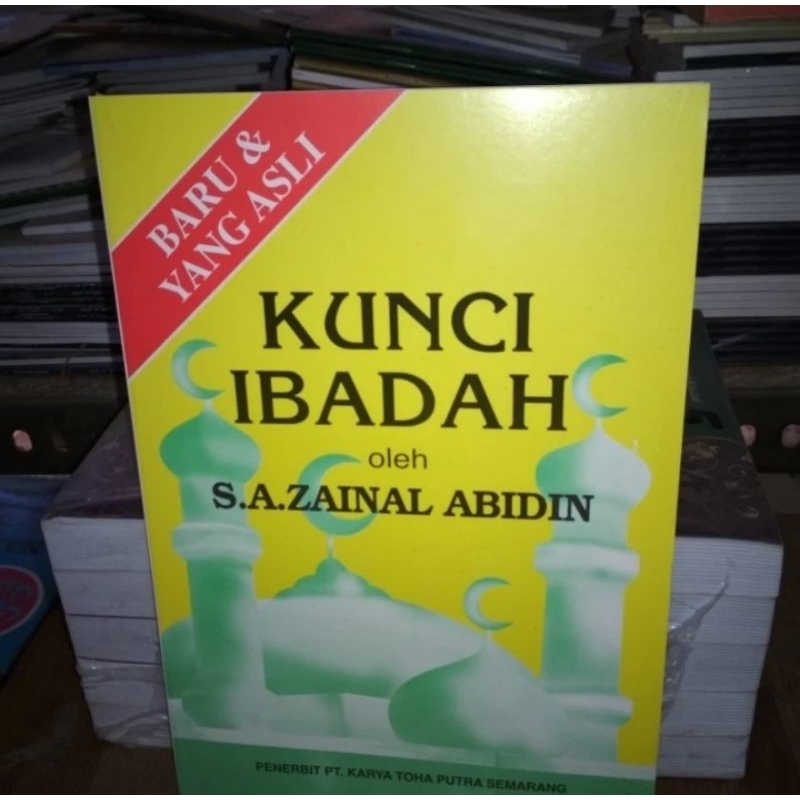 BARU &
YANG ASLI
KUNCI
IBADAH
oleh
S.A.ZAINAL ABIDIN
PENERBIT PT. KARYA TOHA PUTRA SEMARANG